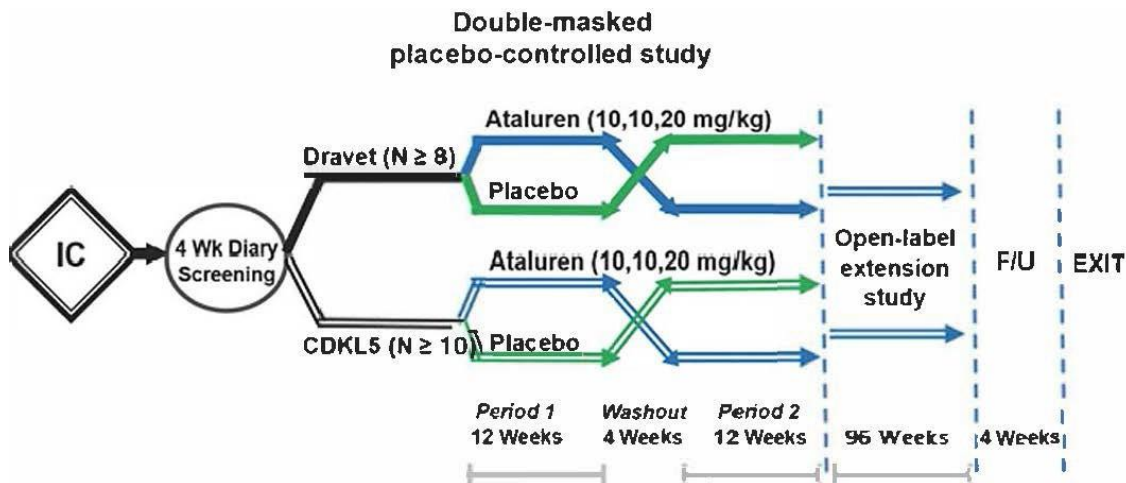 Double-masked
placebo-controlled study
Ataluren (10,10,20 mg/kg)
Dravet (N ≥ 8)
Placebo
IC
4 Wk Diary
Screening
Ataluren (10,10,20 mg/kg)
CDKL5 (N ≥ 10)
Placebo
Open-label
extension
study
F/U
EXIT
Period 1
12 Weeks
Washout
4 Weeks
Period 2
12 Weeks
96 Weeks
4 Weeks